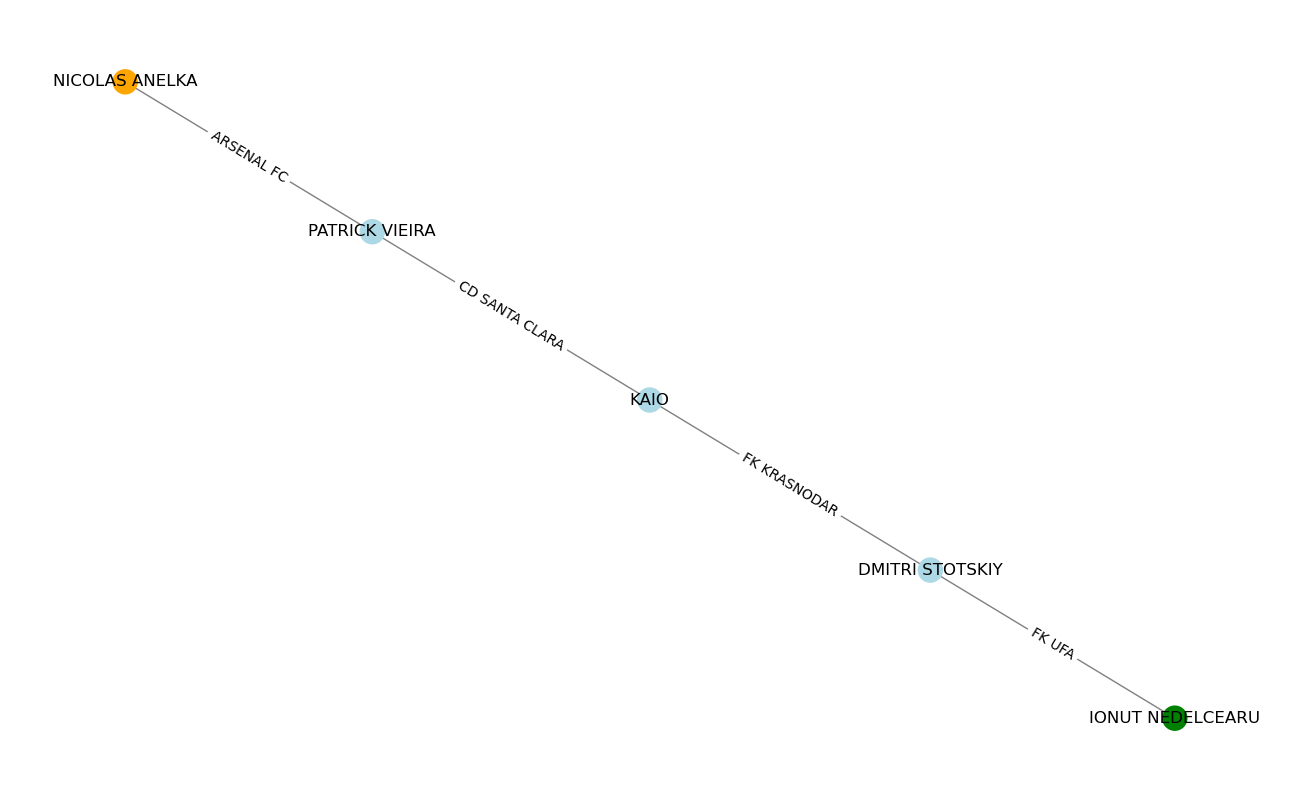 NICOLAS ANELKA
ARSENAL FC
PATRICK VIEIRA
CD SANTA CLARA
KAIO
FK KRASNODAR
DMITRI STOTSKIY
FK UFA
IONUT NEDELCEARU